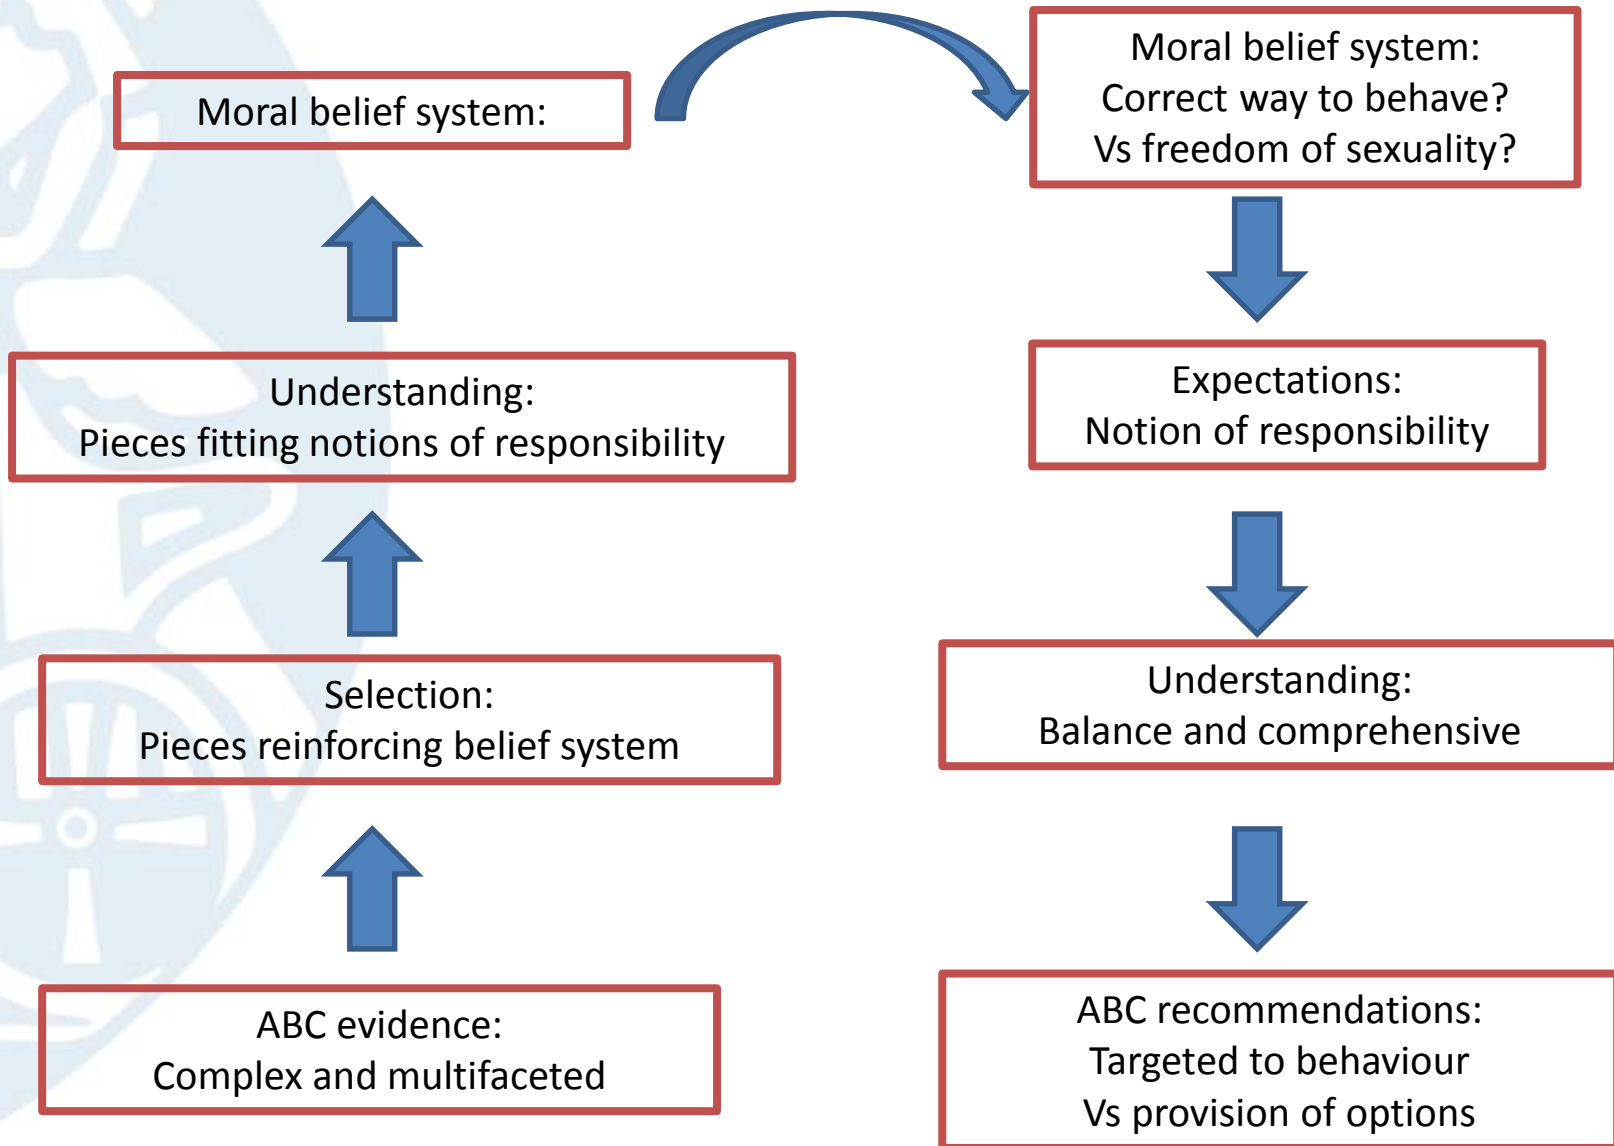 Moral belief system:
Understanding:
Pieces fitting notions of responsibility
Selection:
Pieces reinforcing belief system
ABC evidence:
Complex and multifaceted
Moral belief system:
Correct way to behave?
Vs freedom of sexuality?
Expectations:
Notion of responsibility
Understanding:
Balance and comprehensive
ABC recommendations:
Targeted to behaviour
Vs provision of options